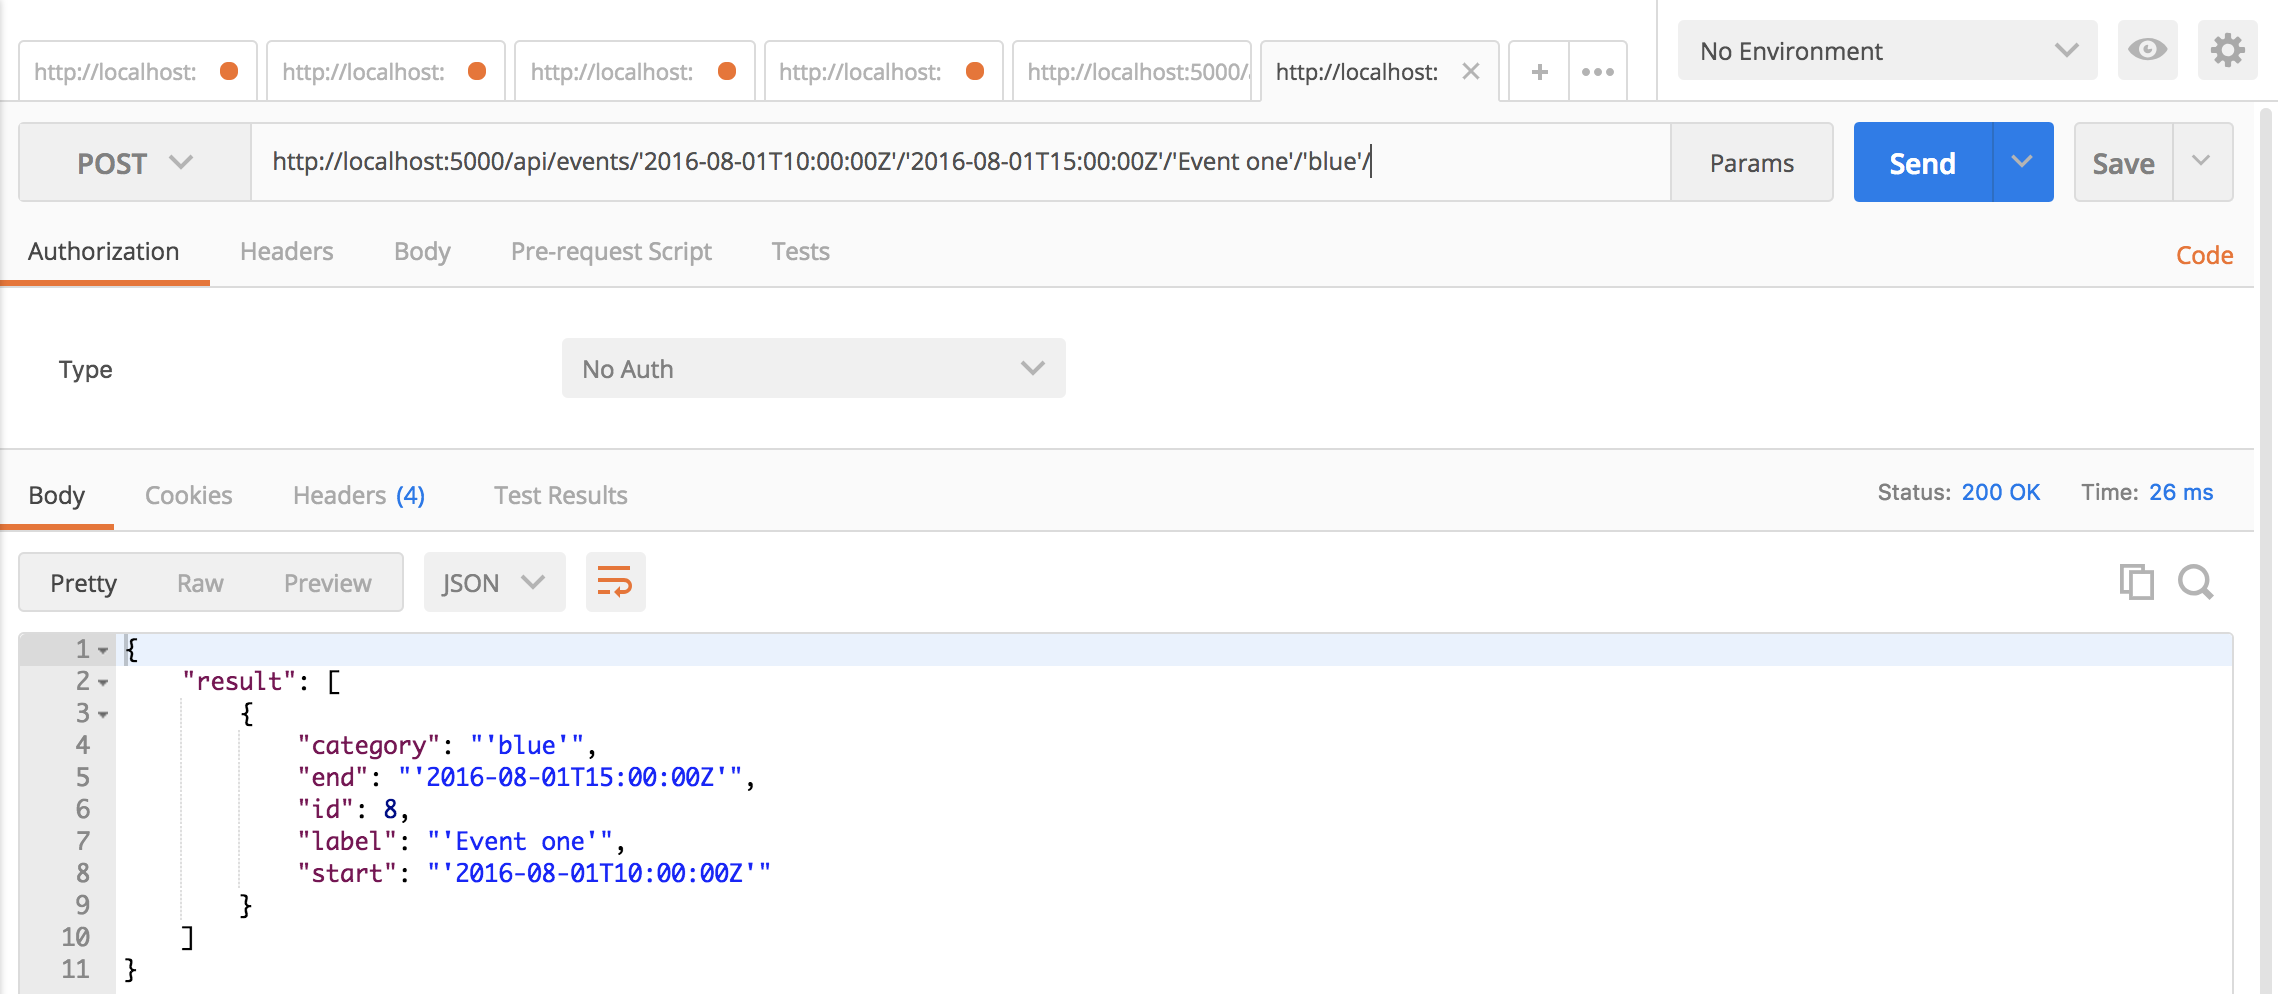 http://localhost: http://localhost: http://localhost: http://localhost: http://localhost:5000/ http://localhost: + ••• No Environment
POST http://localhost:5000/api/events/'2016-08-01T10:00:00Z'/'2016-08-01T15:00:00Z'/'Event one'/'blue'/ Params Send Save
Authorization Headers Body Pre-request Script Tests Code
Type No Auth
Body Cookies Headers (4) Test Results Status: 200 OK Time: 26 ms
Pretty Raw Preview JSON
1 {
2 "result": [
3 {
4 "category": "'blue'",
5 "end": "'2016-08-01T15:00:00Z'",
6 "id": 8,
7 "label": "'Event one'",
8 "start": "'2016-08-01T10:00:00Z'"
9 }
10 ]
11 }